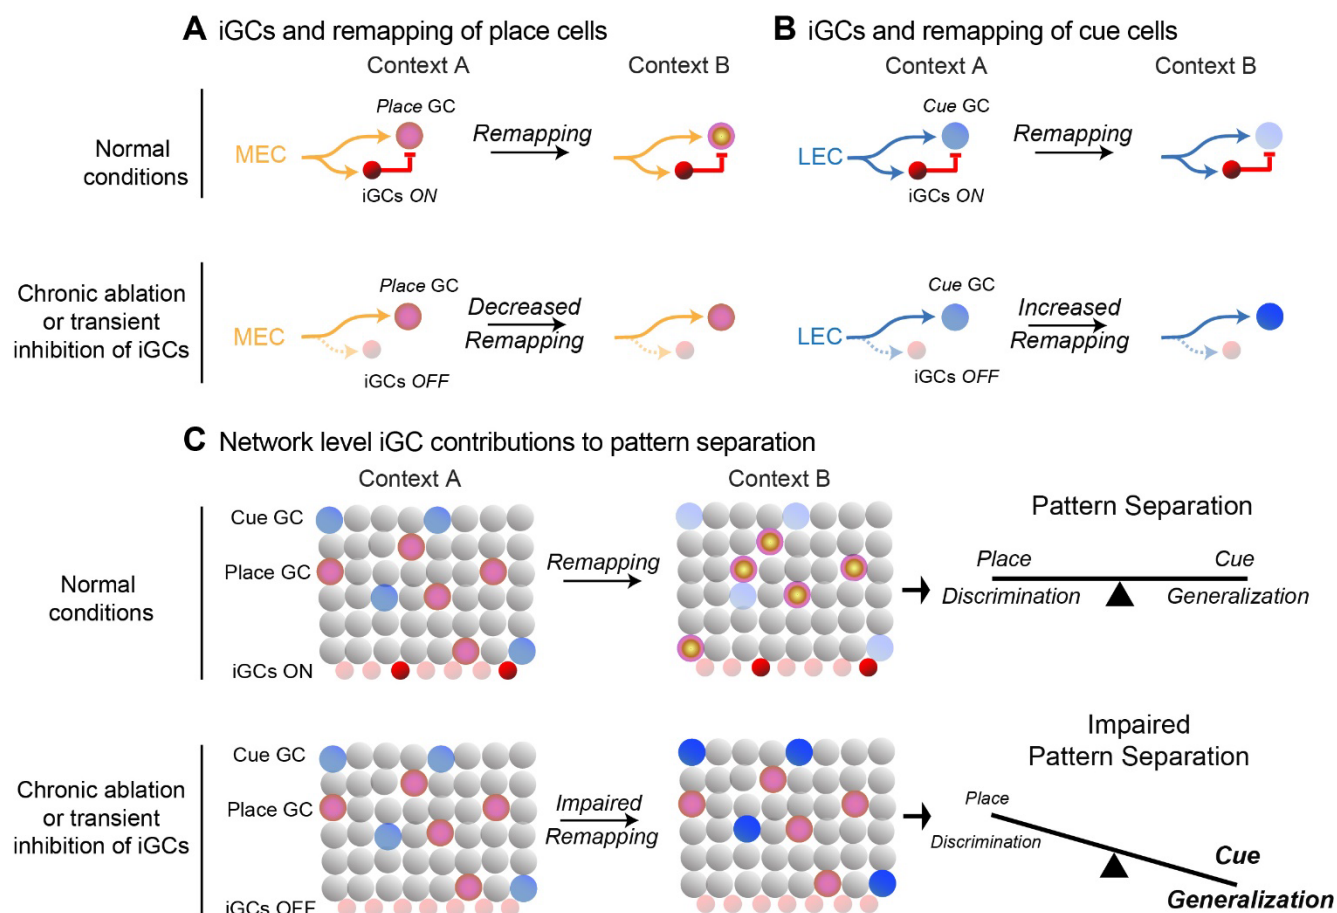 A iGCs and remapping of place cells
Context A
Context B
Normal
conditions
Place GC
MEC
iGCs ON
Remapping
Chronic ablation
or transient
inhibition of iGCs
Place GC
MEC
iGCs OFF
Decreased
Remapping
B iGCs and remapping of cue cells
Context A
Context B
Cue GC
LEC
iGCs ON
Remapping
Cue GC
LEC
iGCs OFF
Increased
Remapping
C Network level iGC contributions to pattern separation
Context A
Context B
Normal
conditions
Cue GC
Place GC
iGCs ON
Remapping
Pattern Separation
Place
Cue
Discrimination
Generalization
Chronic ablation
or transient
inhibition of iGCs
Cue GC
Place GC
iGCs OFF
Impaired
Remapping
Impaired
Pattern Separation
Place
Discrimination
Cue
Generalization